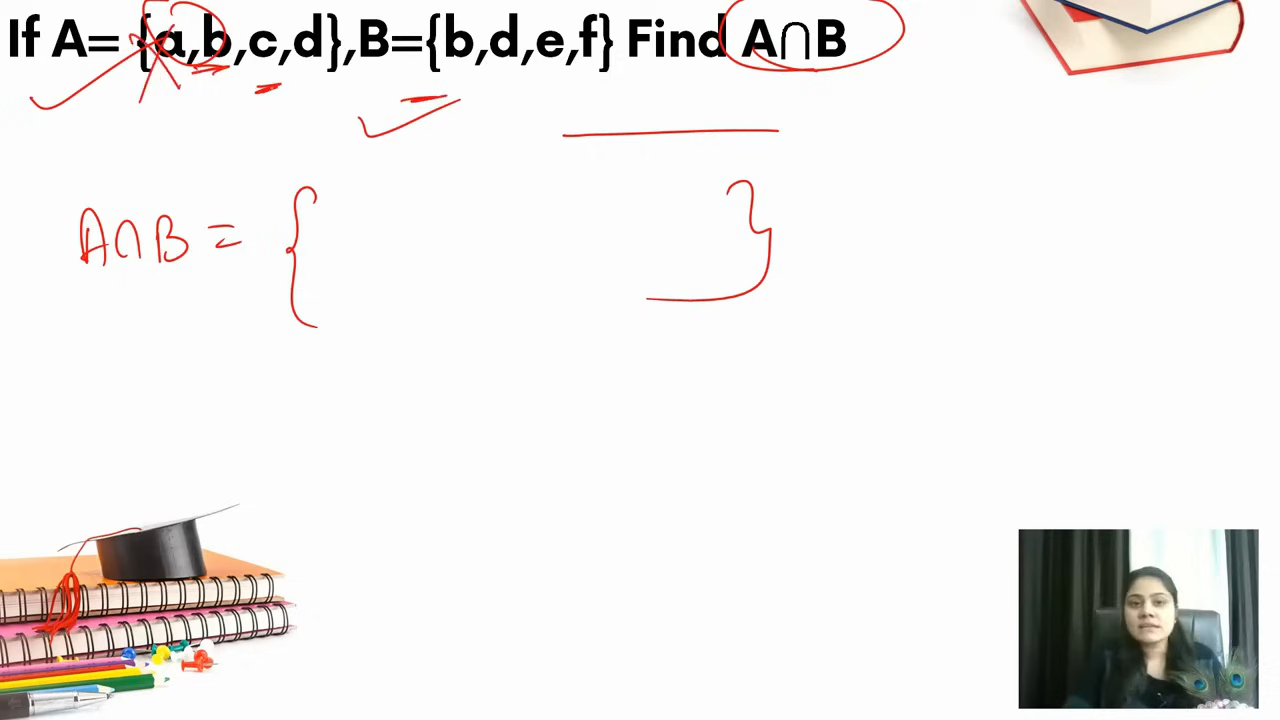 If A= {a,b,c,d},B={b,d,e,f} Find A∩B
A∩B = { }